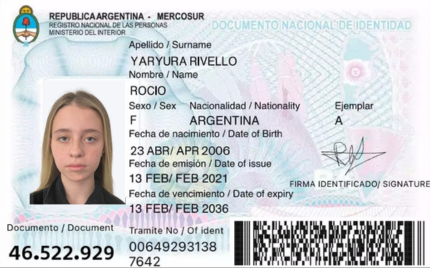 REPUBLICA ARGENTINA - MERCOSUR
REGISTRO NACIONAL DE LAS PERSONAS
MINISTERIO DEL INTERIOR
DOCUMENTO NACIONAL DE IDENTIDAD
Apellido / Surname
YARYURA RIVELLO
Nombre / Name
ROCIO
Sexo / Sex Nacionalidad / Nationality Ejemplar
F ARGENTINA A
Fecha de nacimiento / Date of Birth
23 ABR/ APR 2006
Fecha de emisión / Date of issue
13 FEB/ FEB 2021
FIRMA IDENTIFICADO/ SIGNATURE
Fecha de vencimiento / Date of expiry
13 FEB/ FEB 2036
Documento / Document
46.522.929
Tramite No / Of ident
00649293138
7642